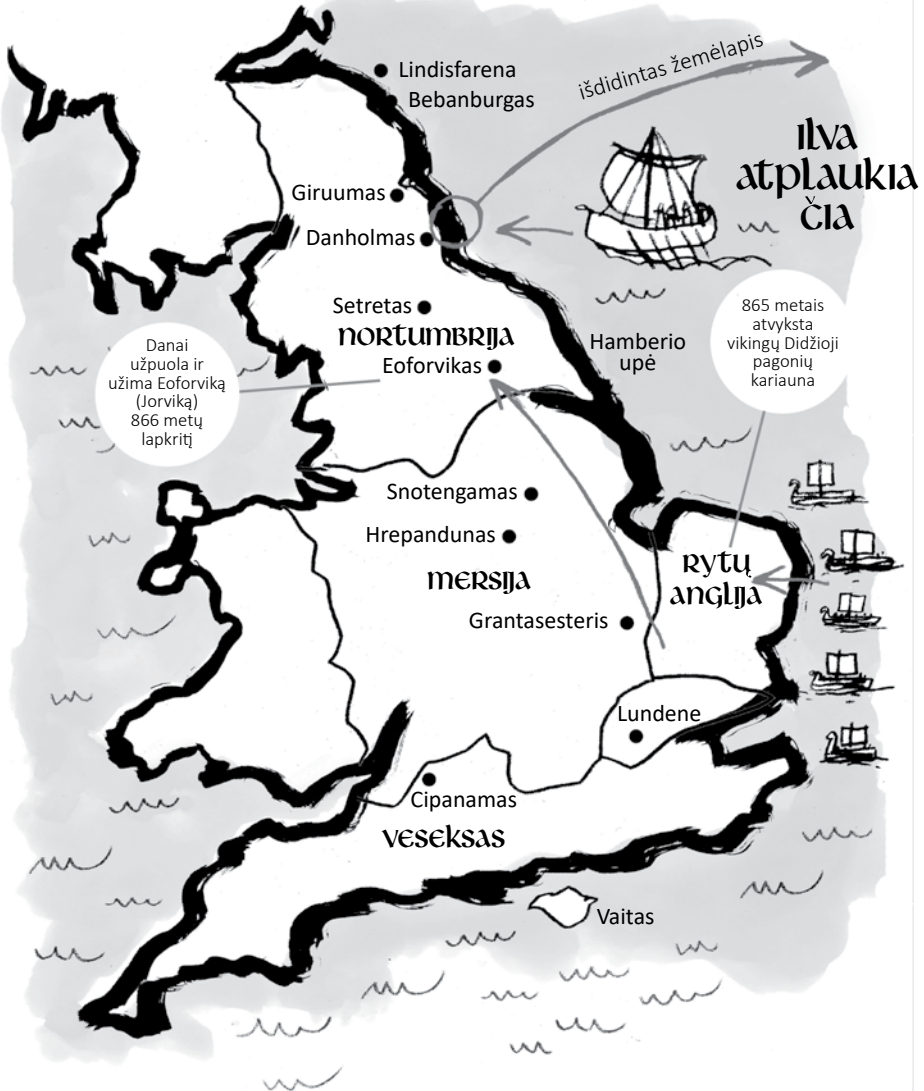 Lindisfarena
Bebanburgas
išdidintas žemėlapis
Ilva
atplaukia
čia
Giruumas
Danholmas
Setretas
Nortumbrija
Eoforvikas
Hamberio
upė
865 metais
atvyksta
vikingų Didžioji
pagonių
kariauna
Danai
užpuola ir
užima Eoforviką
(Jorviką)
866 metų
lapkritį
Snotengamas
Hrepandunas
Mersija
Rytų
Anglija
Grantasesteris
Lundene
Cipanamas
Veseksas
Vaitas